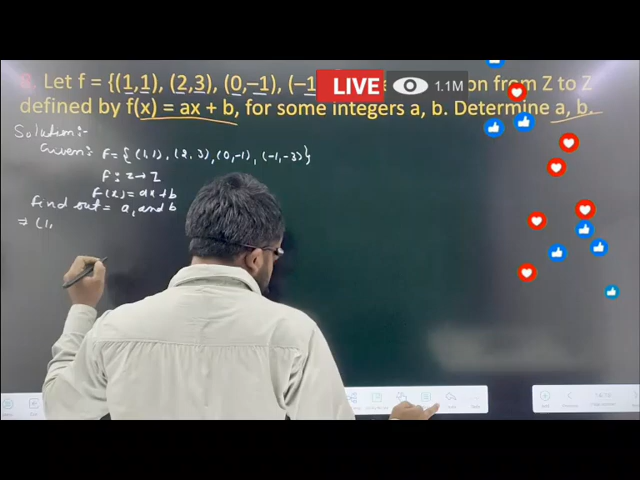 Let f = {(1,1), (2,3), (0,−1), (−1 on from Z to Z
LIVE 1.1M
defined by f(x) = ax + b, for some integers a, b. Determine a, b.
Solution:-
Given:- f = {(1,1), (2,3), (0,-1), (-1,-3)}
f: Z→Z
f(x) = ax+b
Find out = a, and b
⇒ (1,